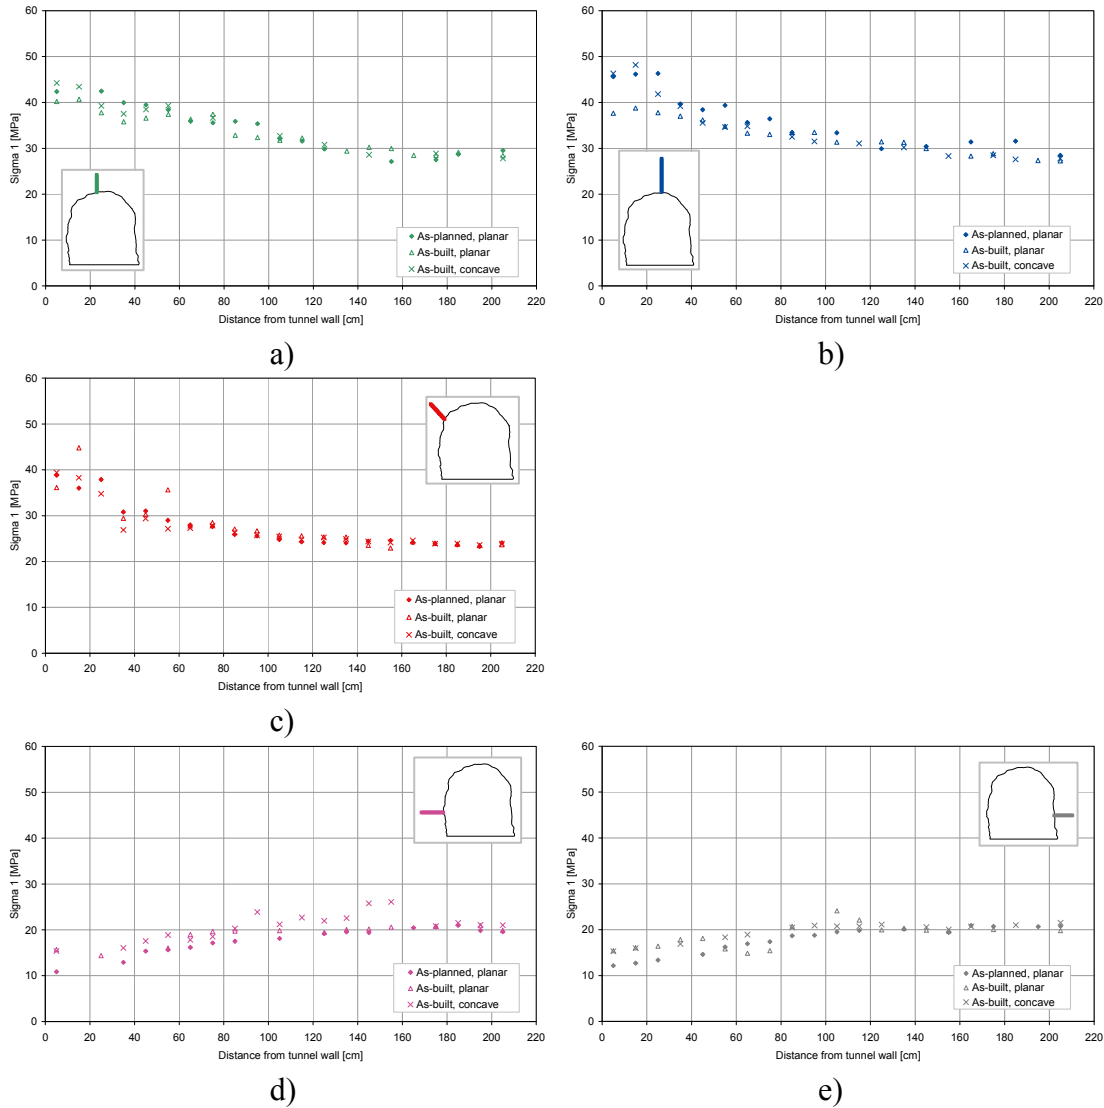 60
50
40
30
20
10
0
Sigma 1 [MPa]
As-planned, planar
As-built, planar
As-built, concave
0 20 40 60 80 100 120 140 160 180 200 220
Distance from tunnel wall [cm]
a)
60
50
40
30
20
10
0
Sigma 1 [MPa]
As-planned, planar
As-built, planar
As-built, concave
0 20 40 60 80 100 120 140 160 180 200 220
Distance from tunnel wall [cm]
b)
60
50
40
30
20
10
0
Sigma 1 [MPa]
As-planned, planar
As-built, planar
As-built, concave
0 20 40 60 80 100 120 140 160 180 200 220
Distance from tunnel wall [cm]
c)
60
50
40
30
20
10
0
Sigma 1 [MPa]
As-planned, planar
As-built, planar
As-built, concave
0 20 40 60 80 100 120 140 160 180 200 220
Distance from tunnel wall [cm]
d)
60
50
40
30
20
10
0
Sigma 1 [MPa]
As-planned, planar
As-built, planar
As-built, concave
0 20 40 60 80 100 120 140 160 180 200 220
Distance from tunnel wall [cm]
e)